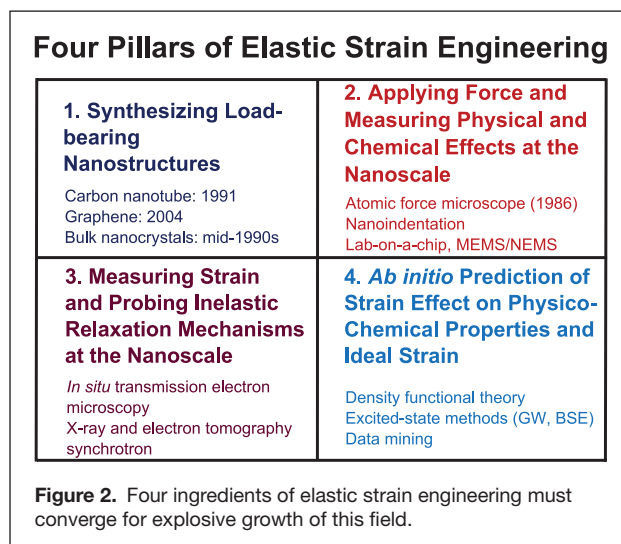 Four Pillars of Elastic Strain Engineering
1. Synthesizing Load-
bearing
Nanostructures
Carbon nanotube: 1991
Graphene: 2004
Bulk nanocrystals: mid-1990s
2. Applying Force and
Measuring Physical and
Chemical Effects at the
Nanoscale
Atomic force microscope (1986)
Nanoindentation
Lab-on-a-chip, MEMS/NEMS
3. Measuring Strain
and Probing Inelastic
Relaxation Mechanisms
at the Nanoscale
In situ transmission electron
microscopy
X-ray and electron tomography
synchrotron
4. Ab initio Prediction of
Strain Effect on Physico-
Chemical Properties and
Ideal Strain
Density functional theory
Excited-state methods (GW, BSE)
Data mining
Figure 2. Four ingredients of elastic strain engineering must
converge for explosive growth of this field.